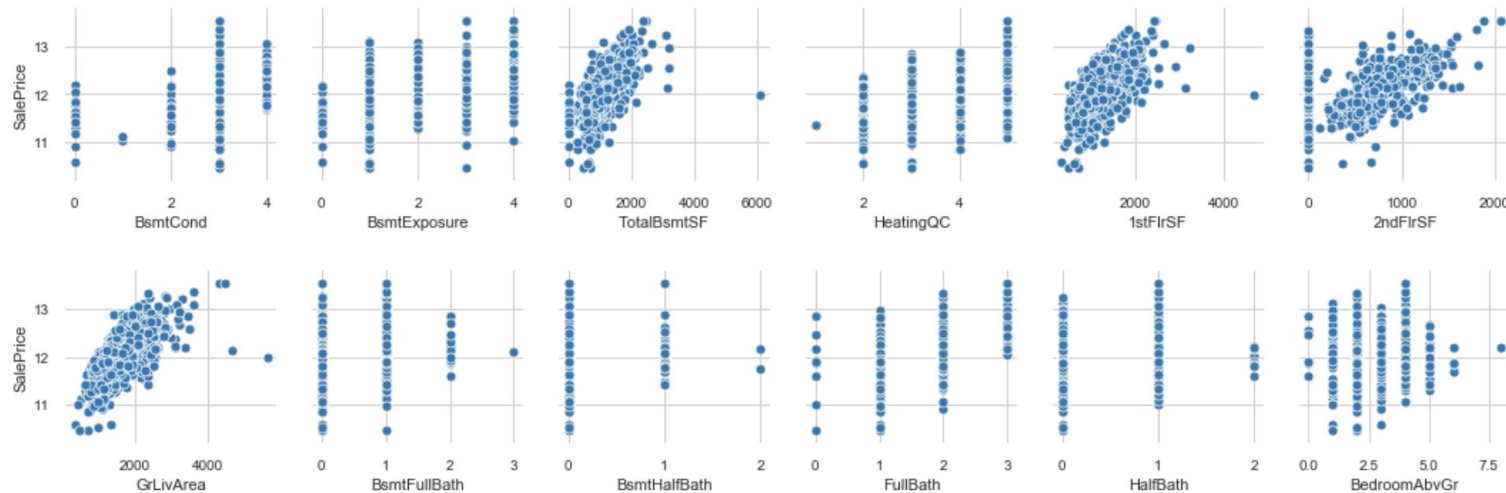 SalePrice
13
12
11
0 2 4
BsmtCond
0 2 4
BsmtExposure
0 2000 4000 6000
TotalBsmtSF
2 4
HeatingQC
2000 4000
1stFlrSF
0 1000 2000
2ndFlrSF
SalePrice
13
12
11
2000 4000
GrLivArea
0 1 2 3
BsmtFullBath
0 1 2
BsmtHalfBath
0 1 2 3
FullBath
0 1 2
HalfBath
0.0 2.5 5.0 7.5
BedroomAbvGr